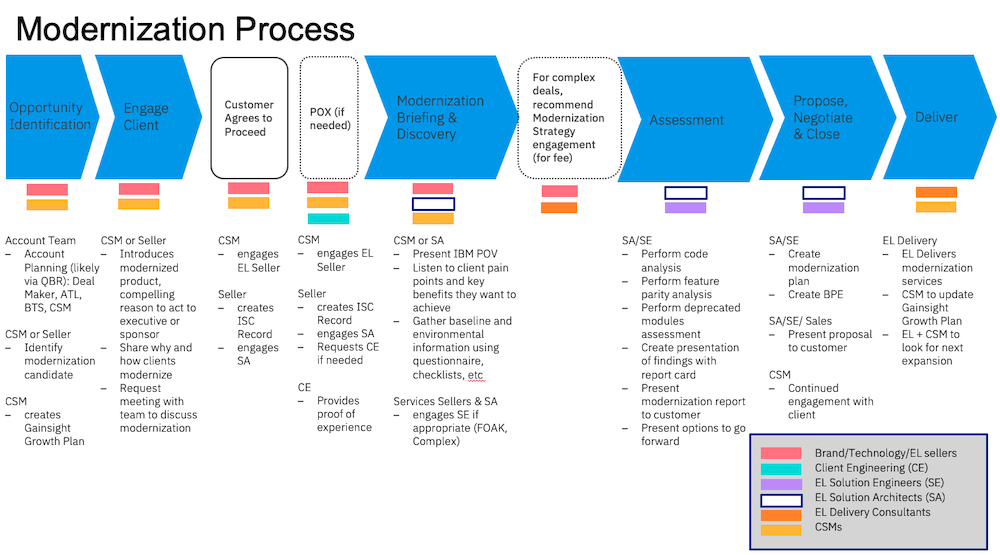 Modernization Process
Opportunity
Identification
Engage
Client
Customer
Agrees to
Proceed
POX (if
needed)
Modernization
Briefing &
Discovery
For complex
deals,
recommend
Modernization
Strategy
engagement
(for fee)
Assessment
Propose,
Negotiate
& Close
Deliver
Account Team
– Account
Planning (likely
via QBR): Deal
Maker, ATL,
BTS, CSM
CSM or Seller
– Identify
modernization
candidate
CSM
– creates
Gainsight
Growth Plan
CSM or Seller
– Introduces
modernized
product,
compelling
reason to act to
executive or
sponsor
– Share why and
how clients
modernize
– Request
meeting with
team to discuss
modernization
CSM
– engages
EL Seller
Seller
– creates
ISC
Record
– engages
SA
CSM
– engages EL
Seller
Seller
– creates ISC
Record
– engages SA
– Requests CE
if needed
CE
– Provides
proof of
experience
CSM or SA
– Present IBM POV
– Listen to client pain
points and key
benefits they want to
achieve
– Gather baseline and
environmental
information using
questionnaire,
checklists, etc
Services Sellers & SA
– engages SE if
appropriate (FOAK,
Complex)
SA/SE
– Perform code
analysis
– Perform feature
parity analysis
– Perform deprecated
modules
assessment
– Create presentation
of findings with
report card
– Present
modernization report
to customer
– Present options to go
forward
SA/SE
– Create
modernization
plan
– Create BPE
SA/SE/ Sales
– Present proposal
to customer
CSM
– Continued
engagement with
client
EL Delivery
– EL Delivers
modernization
services
– CSM to update
Gainsight
Growth Plan
– EL + CSM to
look for next
expansion
Brand/Technology/EL sellers
Client Engineering (CE)
EL Solution Engineers (SE)
EL Solution Architects (SA)
EL Delivery Consultants
CSMs